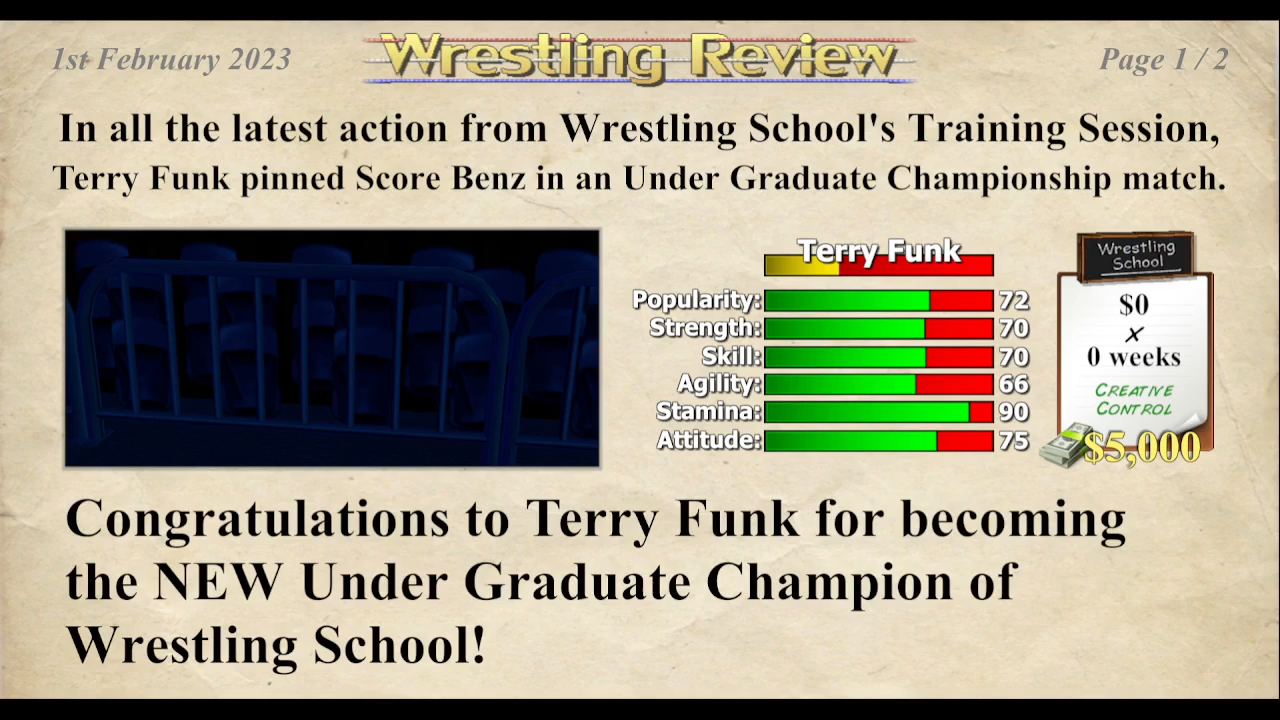 1st February 2023
Wrestling Review
Page 1 / 2
In all the latest action from Wrestling School's Training Session,
Terry Funk pinned Score Benz in an Under Graduate Championship match.
Terry Funk
Popularity: 72
Strength: 70
Skill: 70
Agility: 66
Stamina: 90
Attitude: 75
Wrestling
School
$0
x
0 weeks
CREATIVE
CONTROL
$5,000
Congratulations to Terry Funk for becoming
the NEW Under Graduate Champion of
Wrestling School!